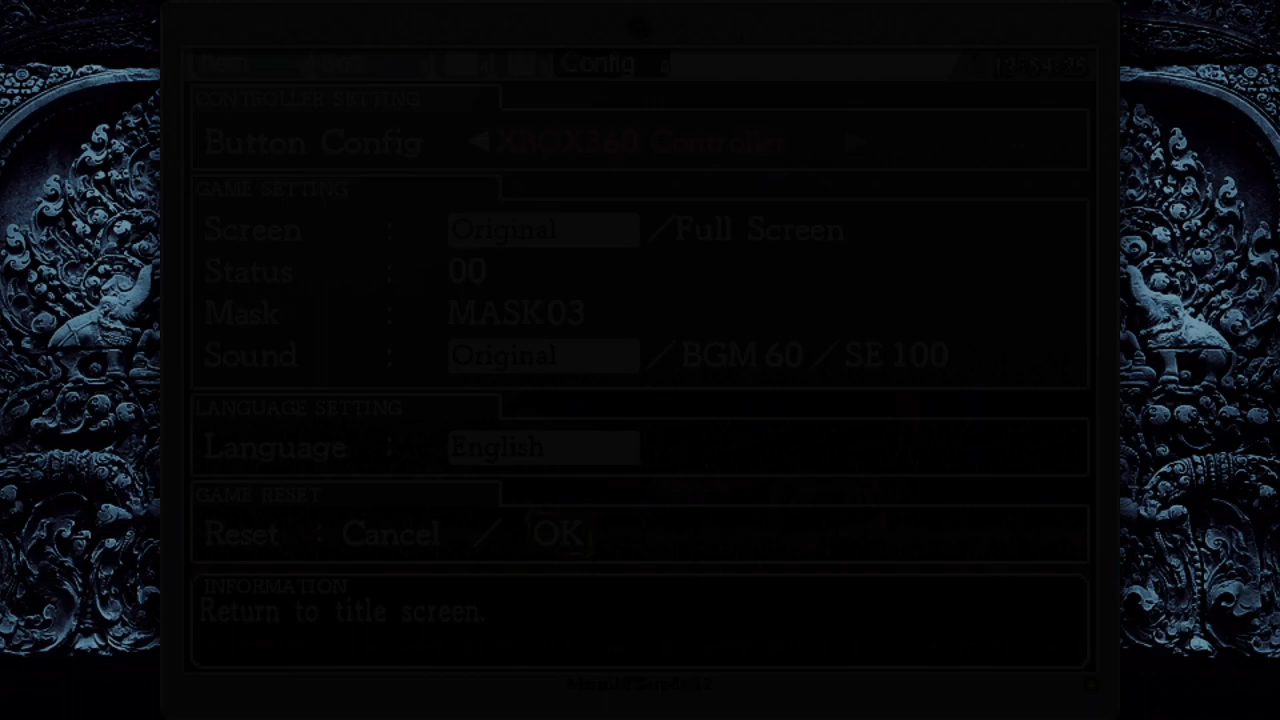 Config
12:54:25
CONTROLLER SETTING
Button Config ◀ XBOX360 Controller ▶
GAME SETTING
Screen : Original ／Full Screen
Status : 00
Mask : MASK03
Sound : Original ／BGM 60／SE 100
LANGUAGE SETTING
Language : English
GAME RESET
Reset : Cancel ／ OK
INFORMATION
Return to title screen.